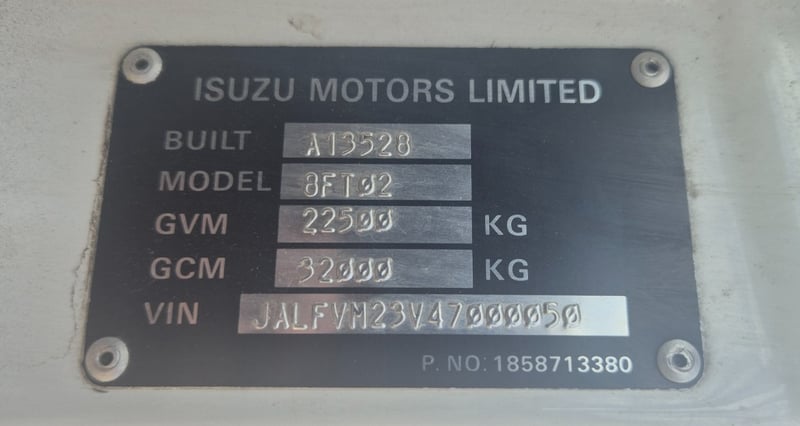 ISUZU MOTORS LIMITED
BUILT A13528
MODEL 8FT02
GVM 22500 KG
GCM 32000 KG
VIN JALFVM23V47000050
P. NO: 1858713380